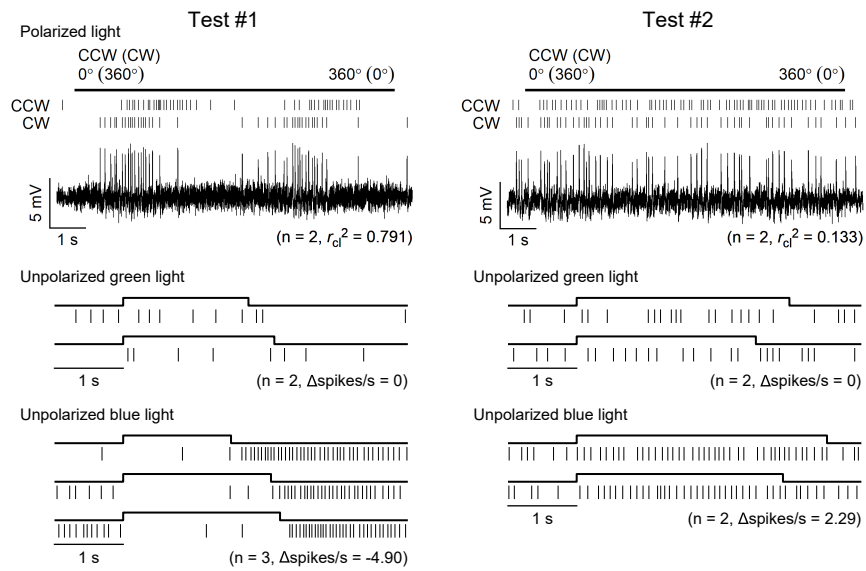 Test #1
Polarized light
CCW (CW)
0° (360°) 360° (0°)
CCW
CW
5 mV
1 s
(n = 2, rcl² = 0.791)
Unpolarized green light
1 s
(n = 2, Δspikes/s = 0)
Unpolarized blue light
1 s
(n = 3, Δspikes/s = -4.90)
Test #2
CCW (CW)
0° (360°) 360° (0°)
CCW
CW
5 mV
1 s
(n = 2, rcl² = 0.133)
Unpolarized green light
1 s
(n = 2, Δspikes/s = 0)
Unpolarized blue light
1 s
(n = 2, Δspikes/s = 2.29)